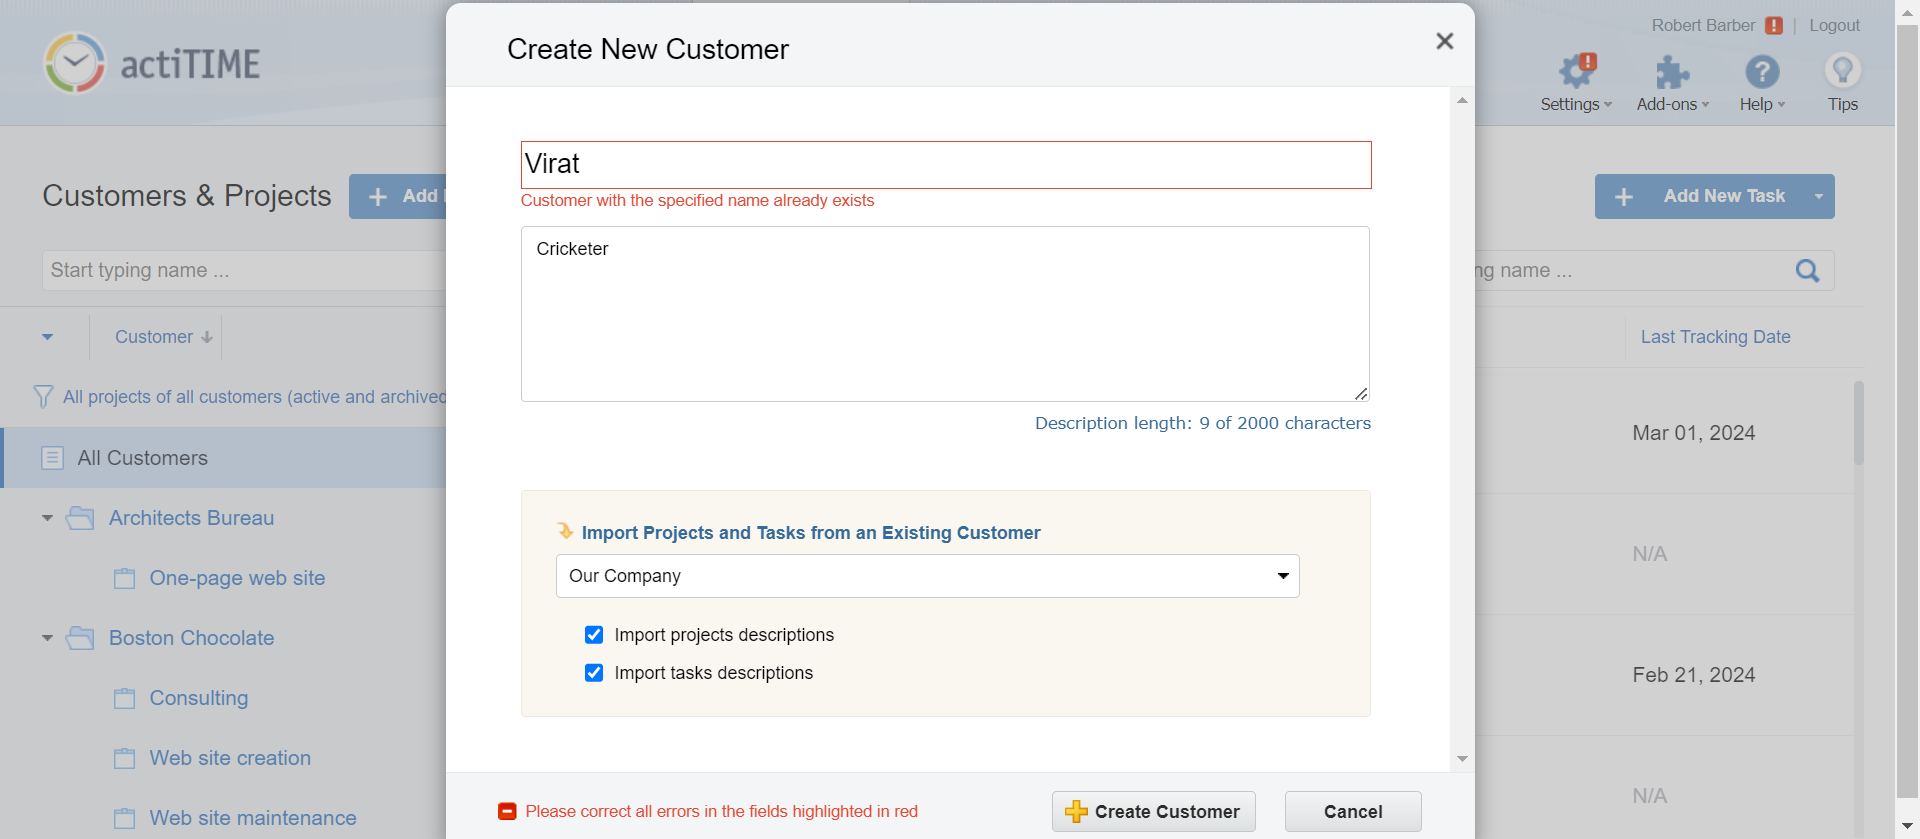 actiTIME
Robert Barber ! | Logout
Settings
Add-ons
Help
Tips
Customers & Projects
Add
Add New Task
Start typing name ...
name ...
Customer
Last Tracking Date
All projects of all customers (active and archived
All Customers
Architects Bureau
One-page web site
Boston Chocolate
Consulting
Web site creation
Web site maintenance
Mar 01, 2024
N/A
Feb 21, 2024
N/A
Create New Customer
Virat
Customer with the specified name already exists
Cricketer
Description length: 9 of 2000 characters
Import Projects and Tasks from an Existing Customer
Our Company
Import projects descriptions
Import tasks descriptions
Please correct all errors in the fields highlighted in red
Create Customer
Cancel